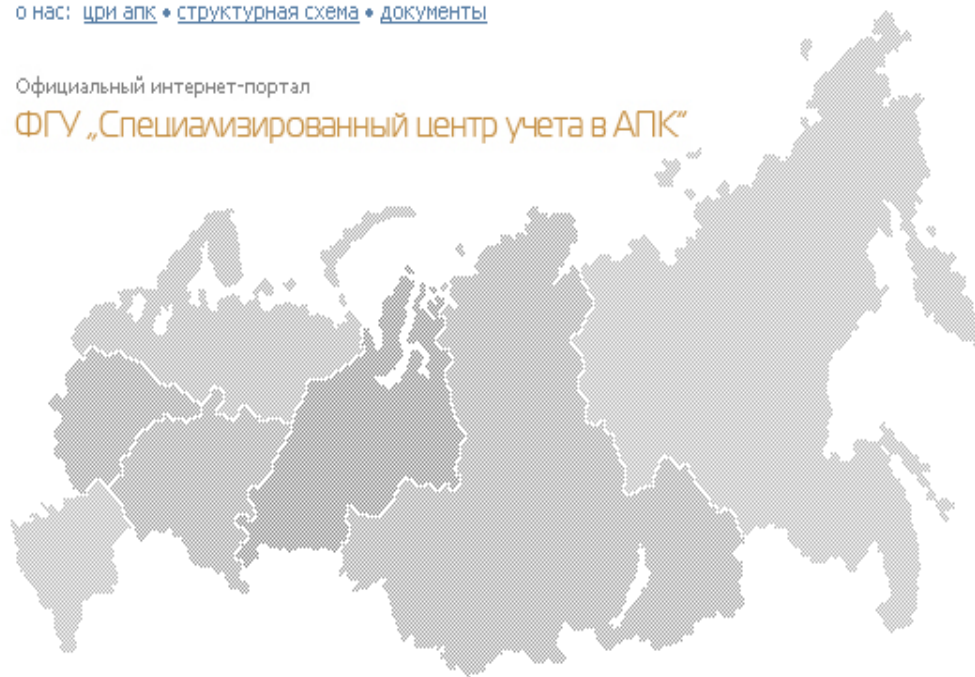 о нас: цри апк • структурная схема • документы
Официальный интернет-портал
ФГУ „Специализированный центр учета в АПК”